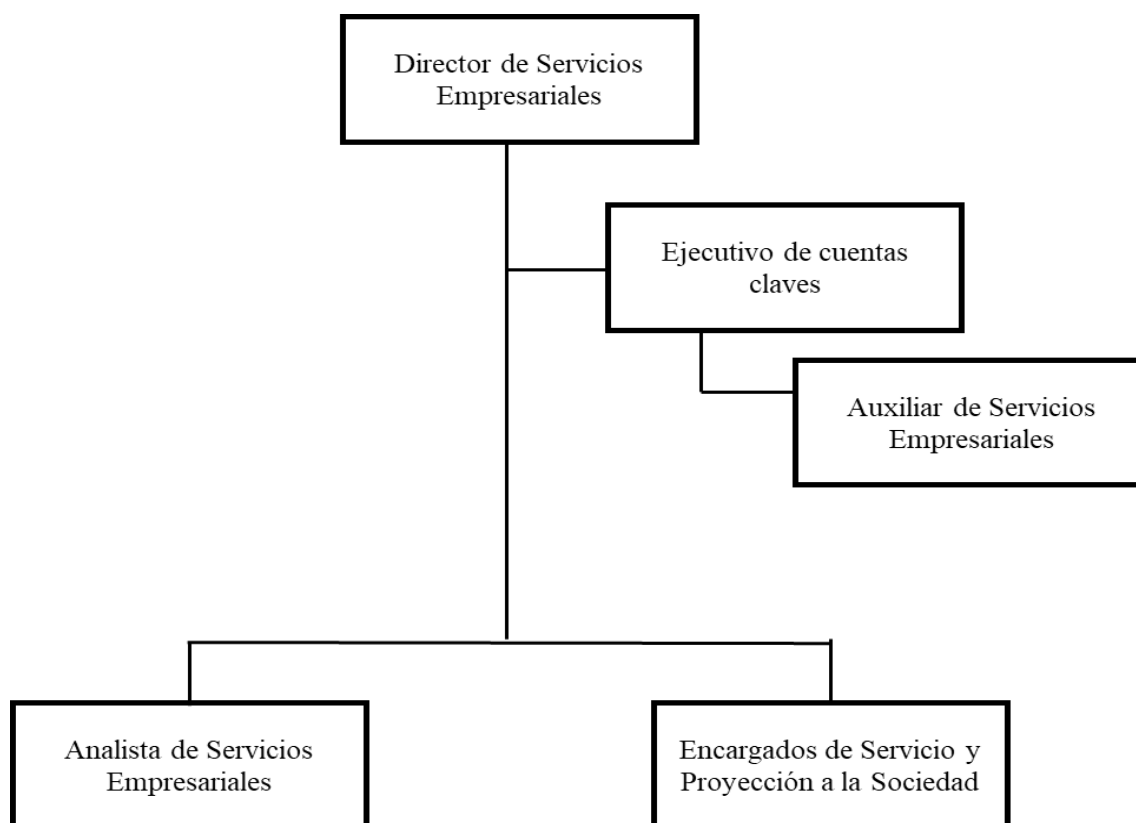 Director de Servicios
Empresariales
Ejecutivo de cuentas
claves
Auxiliar de Servicios
Empresariales
Analista de Servicios
Empresariales
Encargados de Servicio y
Proyección a la Sociedad